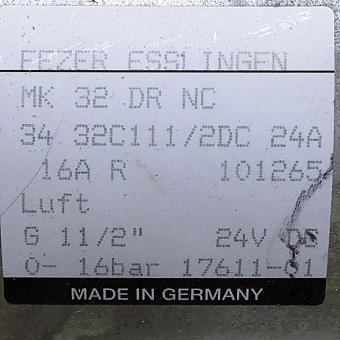 FEZER ESSLINGEN
MK 32 DR NC
34 32C111/2DC 24A
16A R 101265
Luft
G 11/2" 24V DC
0- 16bar 17611-01
MADE IN GERMANY